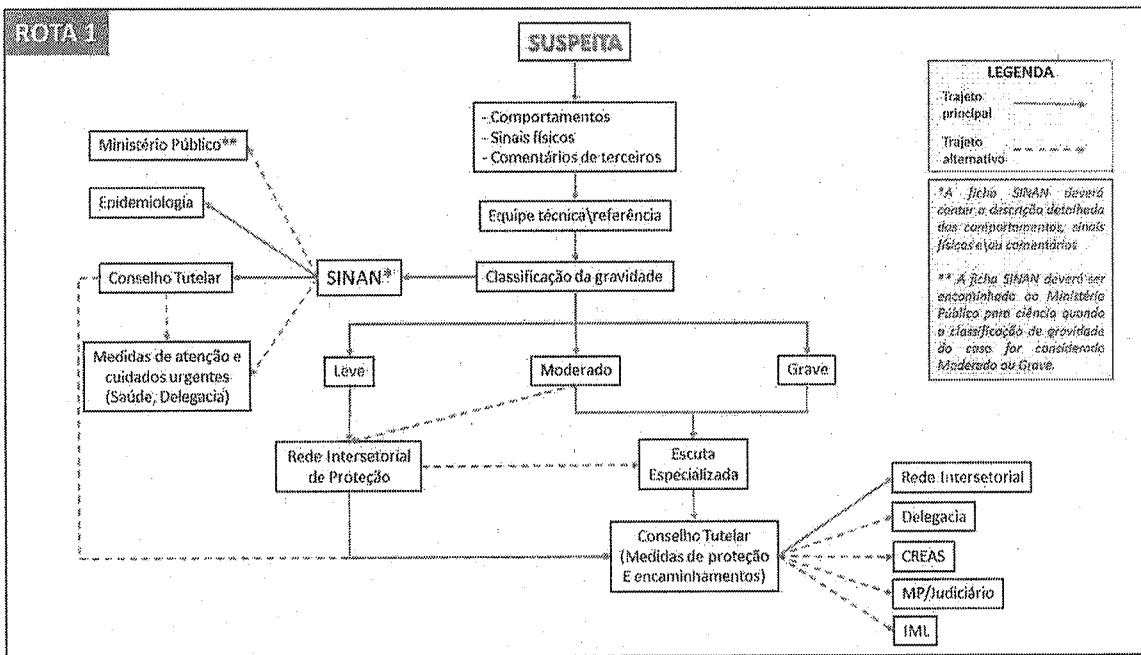 ROTA 1
SUSPEITA
- Comportamentos
- Sinais físicos
- Comentários de terceiros
Equipe técnica\referência
Classificação da gravidade
SINAN*
Ministério Público**
Epidemiologia
Conselho Tutelar
Medidas de atenção e
cuidados urgentes
(Saúde, Delegacia)
Leve
Moderado
Grave
Rede Intersetorial
de Proteção
Escuta
Especializada
Conselho Tutelar
(Medidas de proteção
E encaminhamentos)
Rede Intersetorial
Delegacia
CREAS
MP/Judiciário
IML
LEGENDA
Trajeto
principal
Trajeto
alternativo
*A ficha SINAN deverá
conter a descrição detalhada
dos comportamentos, sinais
físicos e\ou comentários
** A ficha SINAN deverá ser
encaminhada ao Ministério
Público para ciência quando
a classificação de gravidade
do caso for considerada
Moderado ou Grave.